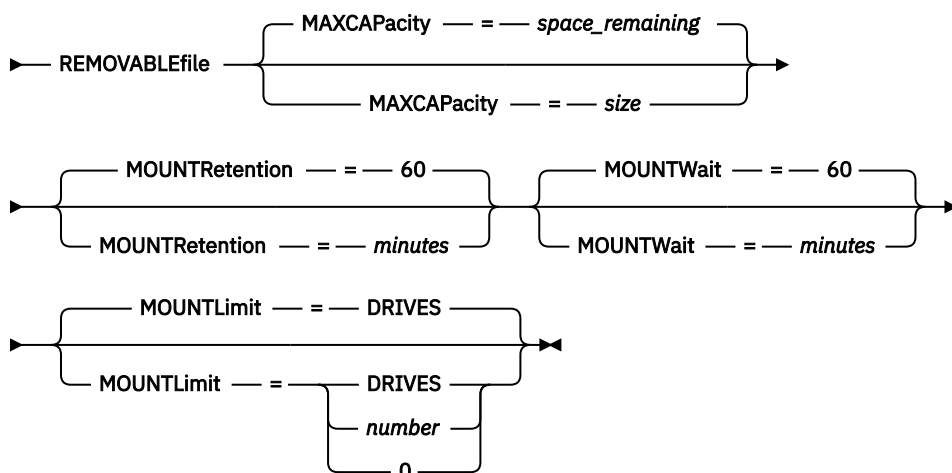 MAXCAPacity = space_remaining
REMOVABLEfile
MAXCAPacity = size
MOUNTRetention = 60 MOUNTWait = 60
MOUNTRetention = minutes MOUNTWait = minutes
MOUNTLimit = DRIVES
MOUNTLimit = DRIVES
number
0